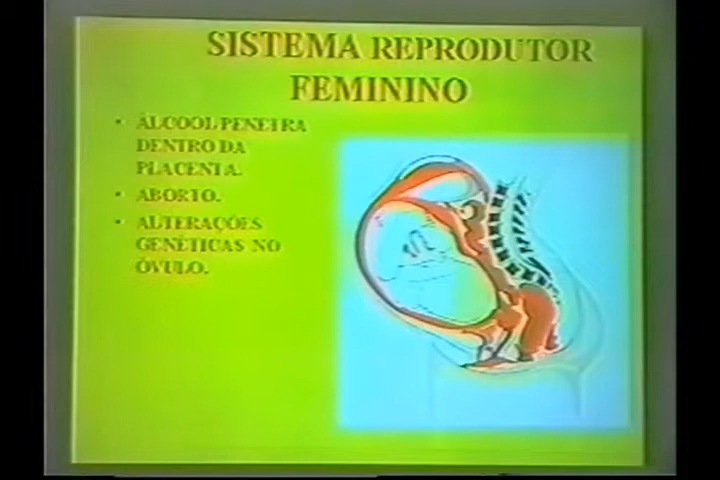 SISTEMA REPRODUTOR
FEMININO
• ÁLCOOL PENETRA
DENTRO DA
PLACENTA.
• ABORTO.
• ALTERAÇÕES
GENÉTICAS NO
ÓVULO.